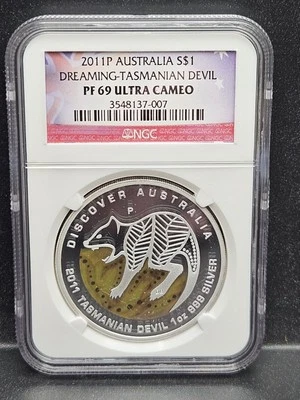 2011P AUSTRALIA S$1
DREAMING-TASMANIAN DEVIL
PF 69 ULTRA CAMEO
3548137-007
NGC
DISCOVER AUSTRALIA
P
2011 TASMANIAN DEVIL 1oz 999 SILVER